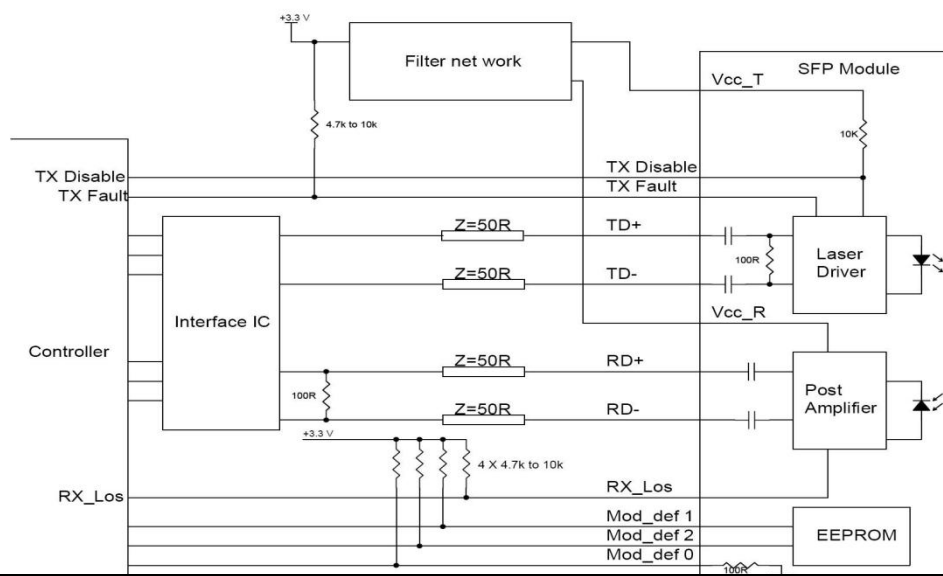 +3.3 V
Filter net work
SFP Module
Vcc_T
4.7k to 10k
10K
TX Disable
TX Disable
TX Fault
TX Fault
Z=50R
TD+
100R
Laser
Driver
Z=50R
TD-
Interface IC
Vcc_R
Controller
Z=50R
RD+
100R
Post
Amplifier
Z=50R
RD-
+3.3 V
4 X 4.7k to 10k
RX_Los
RX_Los
Mod_def 1
Mod_def 2
EEPROM
Mod_def 0
100R